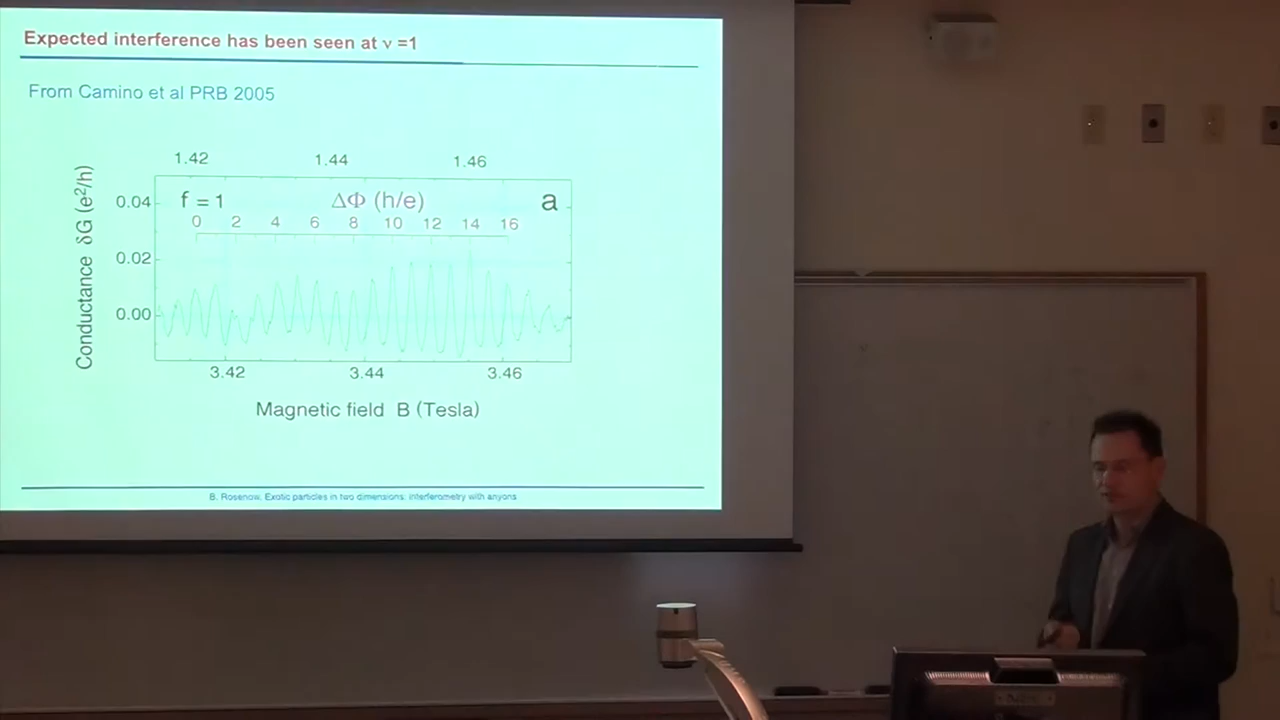 Expected interference has been seen at ν =1
From Camino et al PRB 2005
1.42 1.44 1.46
f = 1 ΔΦ (h/e) a
0 2 4 6 8 10 12 14 16
Conductance δG (e²/h)
0.04
0.02
0.00
3.42 3.44 3.46
Magnetic field B (Tesla)
B. Rosenow, Exotic particles in two dimensions: interferometry with anyons